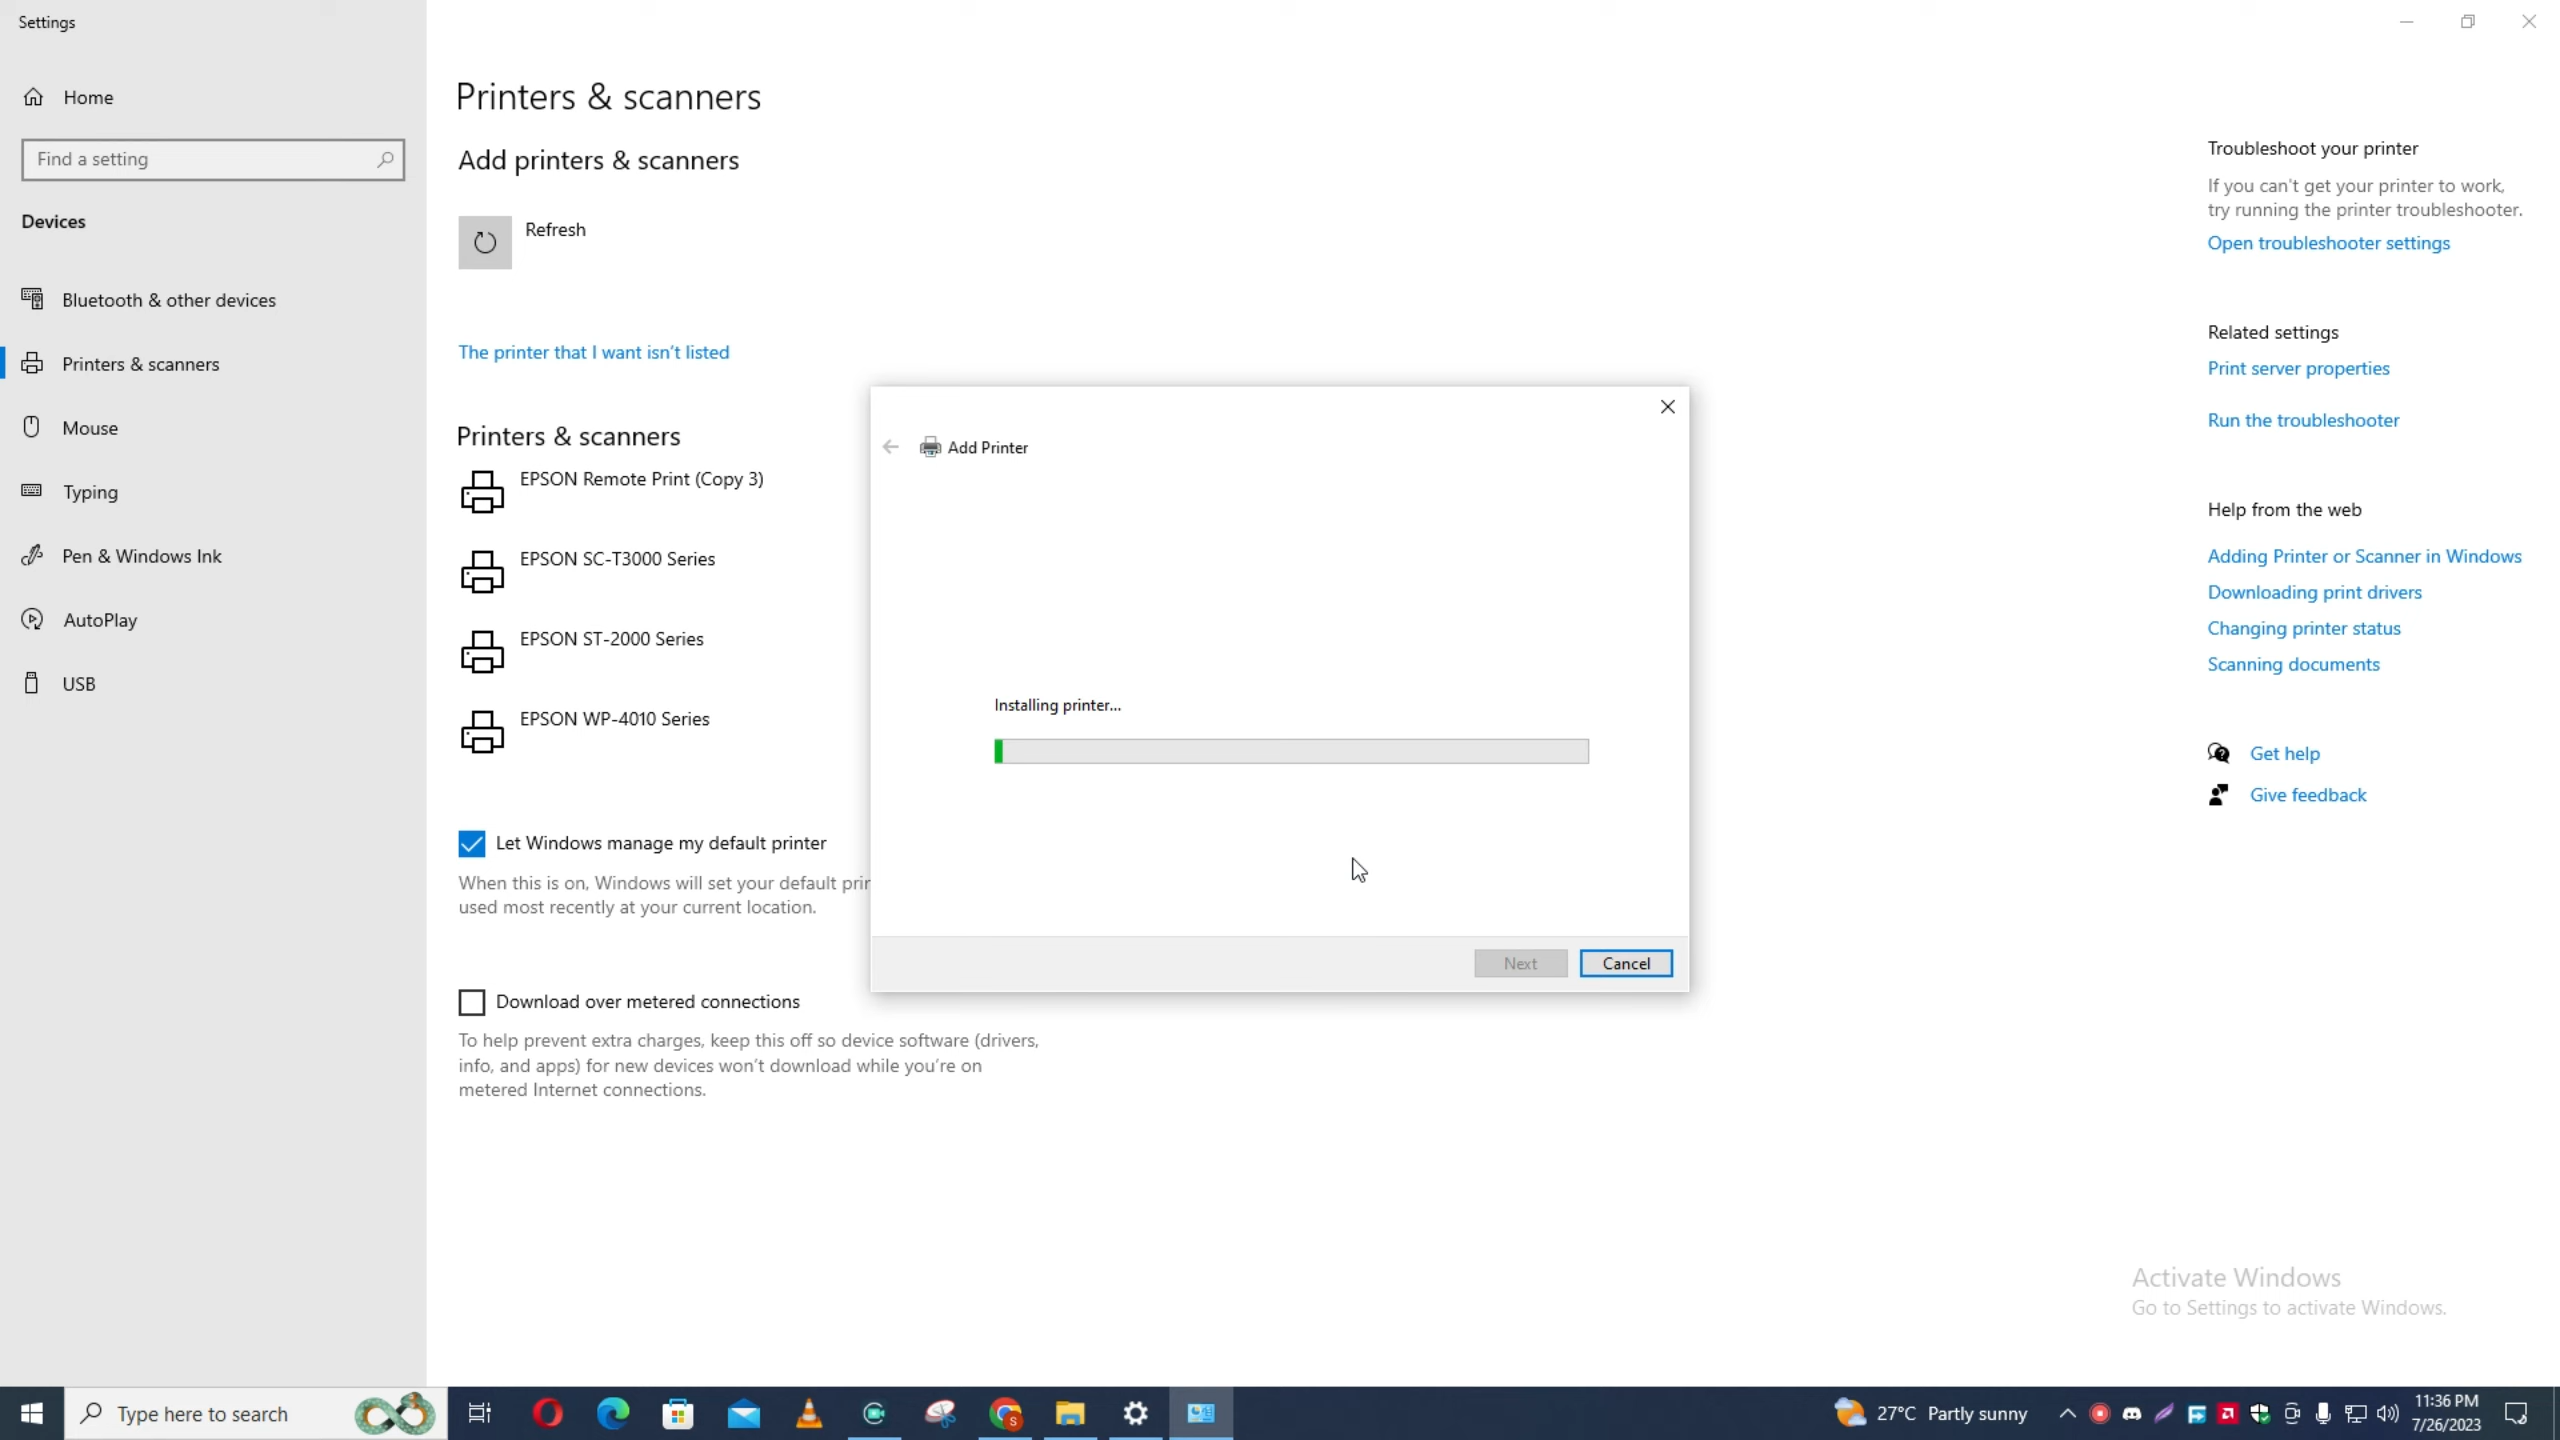 Settings
Home
Find a setting
Devices
Bluetooth & other devices
Printers & scanners
Mouse
Typing
Pen & Windows Ink
AutoPlay
USB
Printers & scanners
Add printers & scanners
Refresh
The printer that I want isn't listed
Printers & scanners
EPSON Remote Print (Copy 3)
EPSON SC-T3000 Series
EPSON ST-2000 Series
EPSON WP-4010 Series
Let Windows manage my default printer
When this is on, Windows will set your default prin
used most recently at your current location.
Download over metered connections
To help prevent extra charges, keep this off so device software (drivers,
info, and apps) for new devices won't download while you're on
metered Internet connections.
Add Printer
Installing printer...
Next
Cancel
Troubleshoot your printer
If you can't get your printer to work,
try running the printer troubleshooter.
Open troubleshooter settings
Related settings
Print server properties
Run the troubleshooter
Help from the web
Adding Printer or Scanner in Windows
Downloading print drivers
Changing printer status
Scanning documents
Get help
Give feedback
Activate Windows
Go to Settings to activate Windows.
Type here to search
S
27°C Partly sunny
11:36 PM
7/26/2023